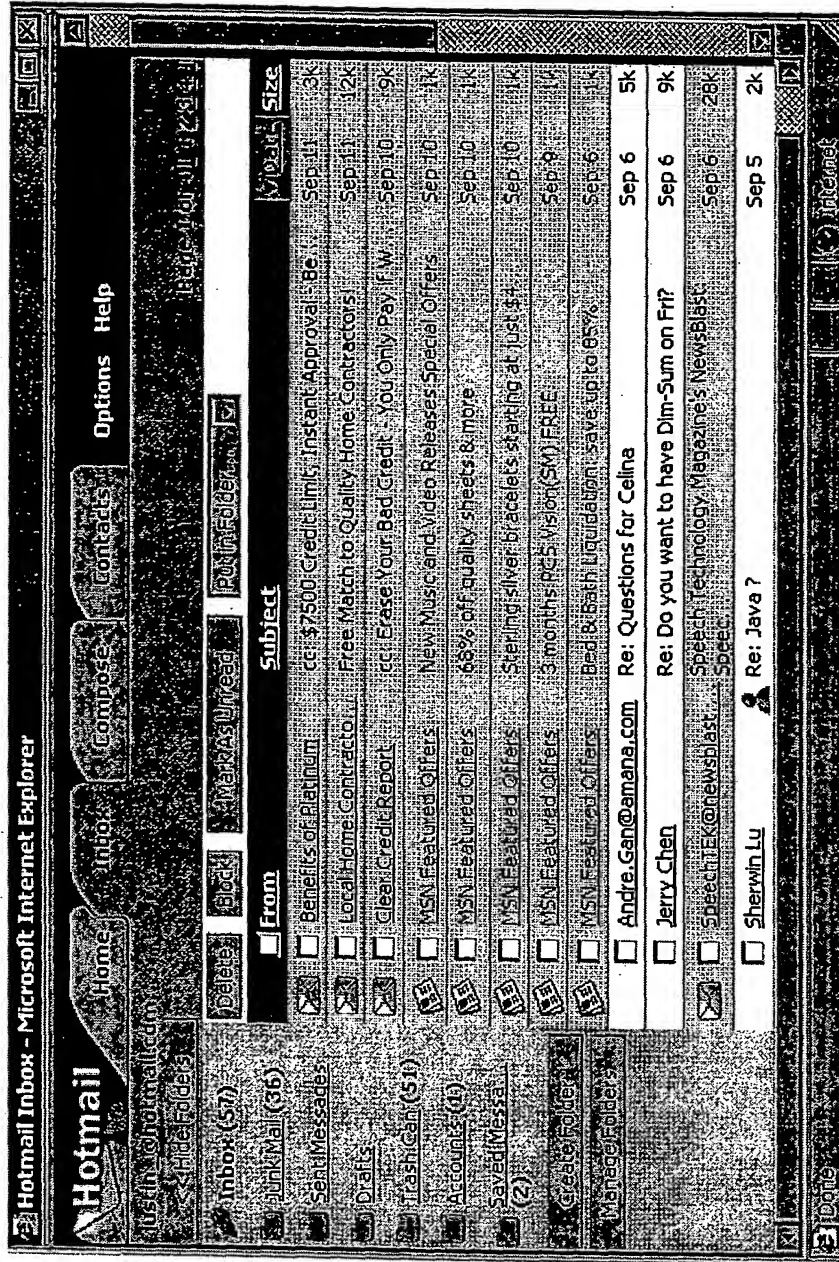 Hotmail Inbox - Microsoft Internet Explorer
Hotmail Home Inbox Compose Contacts Options Help
@hotmail.com
<< Hide Folders
Inbox (57)
Junk Mail (36)
Sent Messages
Drafts
Trash Can (51)
Accounts (1)
Saved Messa...
(2)
Create Folder
Manage Folders
Delete Block Mark As Unread Put in Folder...
From Subject Size
Benefits of Platinum cc: $7500 Credit Limit, Instant Approval - Be... Sep 11 3k
Local Home Contracto... Free Match to Quality Home Contractors! Sep 11 12k
Clear Credit Report cc: Erase Your Bad Credit - You Only Pay If W... Sep 10 9k
MSN Featured Offers New Music and Video Releases Special Offers Sep 10 1k
MSN Featured Offers 68% off quality sheets & more Sep 10 1k
MSN Featured Offers Sterling silver bracelets starting at just $4 Sep 10 1k
MSN Featured Offers 3 months PCS Vision(SM) FREE Sep 9 1k
MSN Featured Offers Bed & Bath Liquidation: save up to 85% Sep 6 1k
Andre.Gan@amana.com Re: Questions for Celina Sep 6 5k
Jerry Chen Re: Do you want to have Dim-Sum on Fri? Sep 6 9k
SpeechTEK@newsblast.... Speech Technology Magazine's NewsBlast Sep 6 28k
Speec...
Sherwin Lu Re: Java ? Sep 5 2k
Done Internet